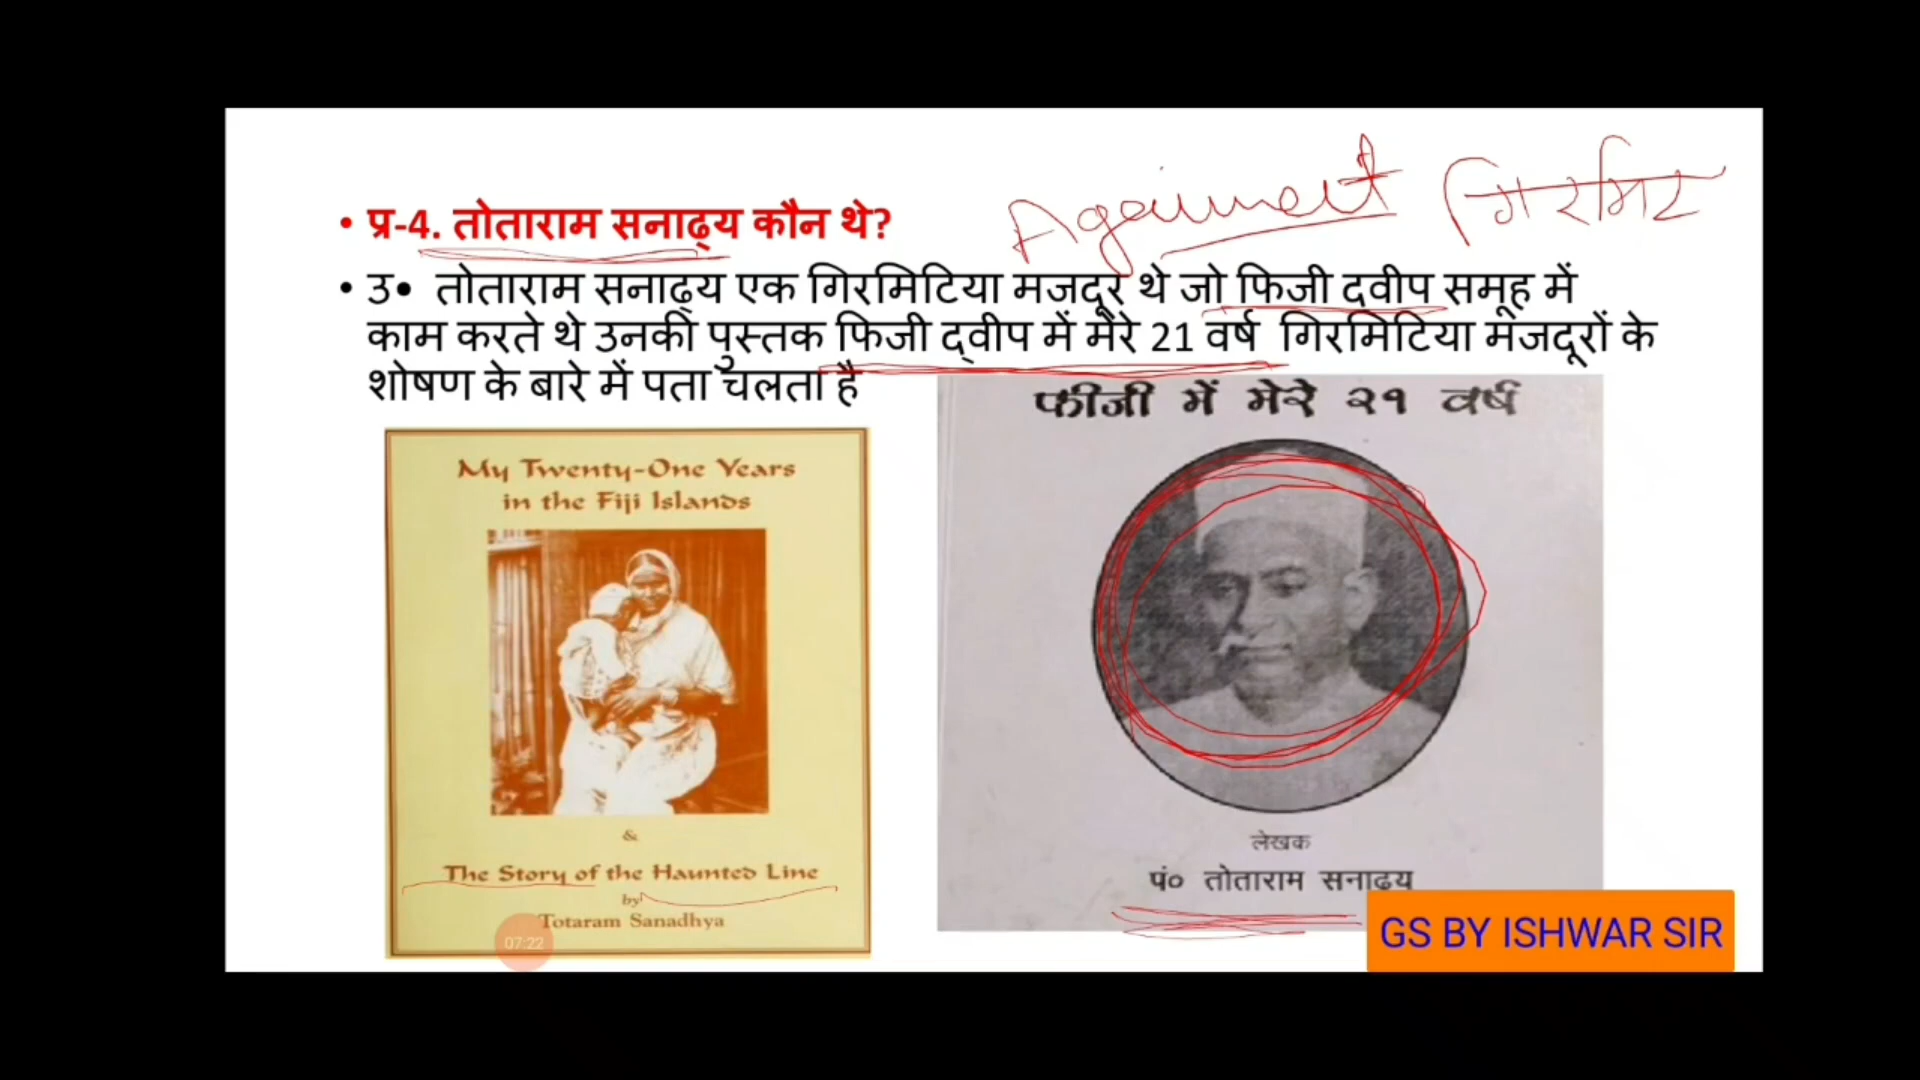 Agreement गिरमिट
• प्र-4. तोताराम सनाढ्य कौन थे?
• उ• तोताराम सनाढ्य एक गिरमिटिया मजदूर थे जो फिजी द्वीप समूह में
काम करते थे उनकी पुस्तक फिजी द्वीप में मेरे 21 वर्ष गिरमिटिया मजदूरों के
शोषण के बारे में पता चलता है
My Twenty-One Years
in the Fiji Islands
&
The Story of the Haunted Line
by
Totaram Sanadhya
07:22
फीजी में मेरे २१ वर्ष
लेखक
पं० तोताराम सनाढय
GS BY ISHWAR SIR